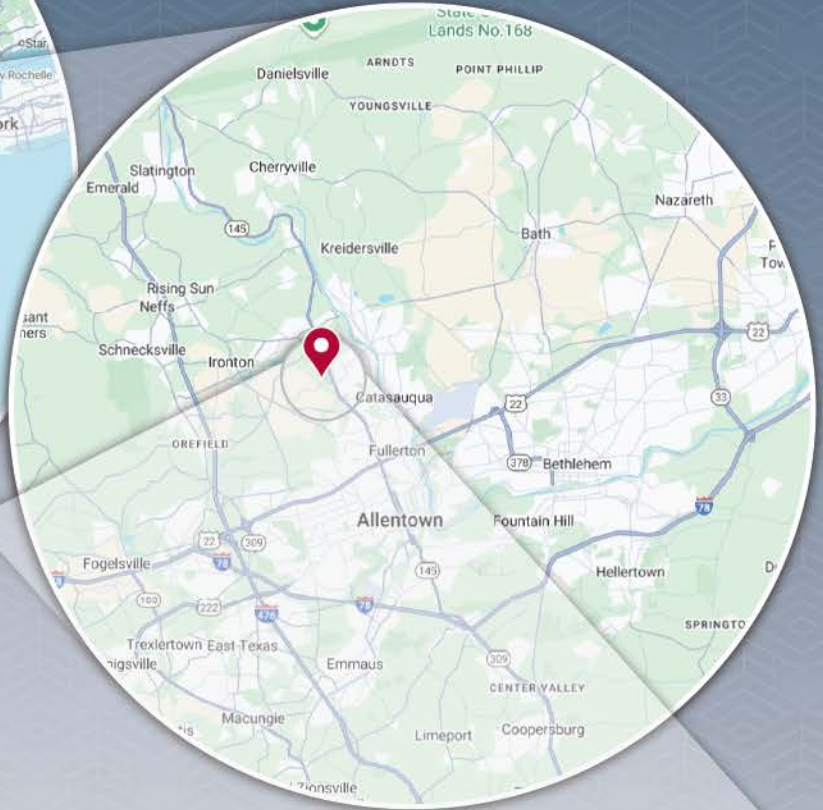 Lands No.168
Star
Rochelle
Danielsville
ARNDTS
POINT PHILLIP
YOUNGSVILLE
Slatington
Cherryville
Emerald
Nazareth
145
Kreidersville
Bath
Rising Sun
Neffs
Schnecksville
Ironton
22
33
Catasauqua
22
OREFIELD
Fullerton
378
Bethlehem
78
Allentown
Fountain Hill
22
309
78
Fogelsville
145
Hellertown
100
222
476
78
Trexlertown
East Texas
Emmaus
309
CENTER VALLEY
Macungie
Limeport
Coopersburg
Zionsville